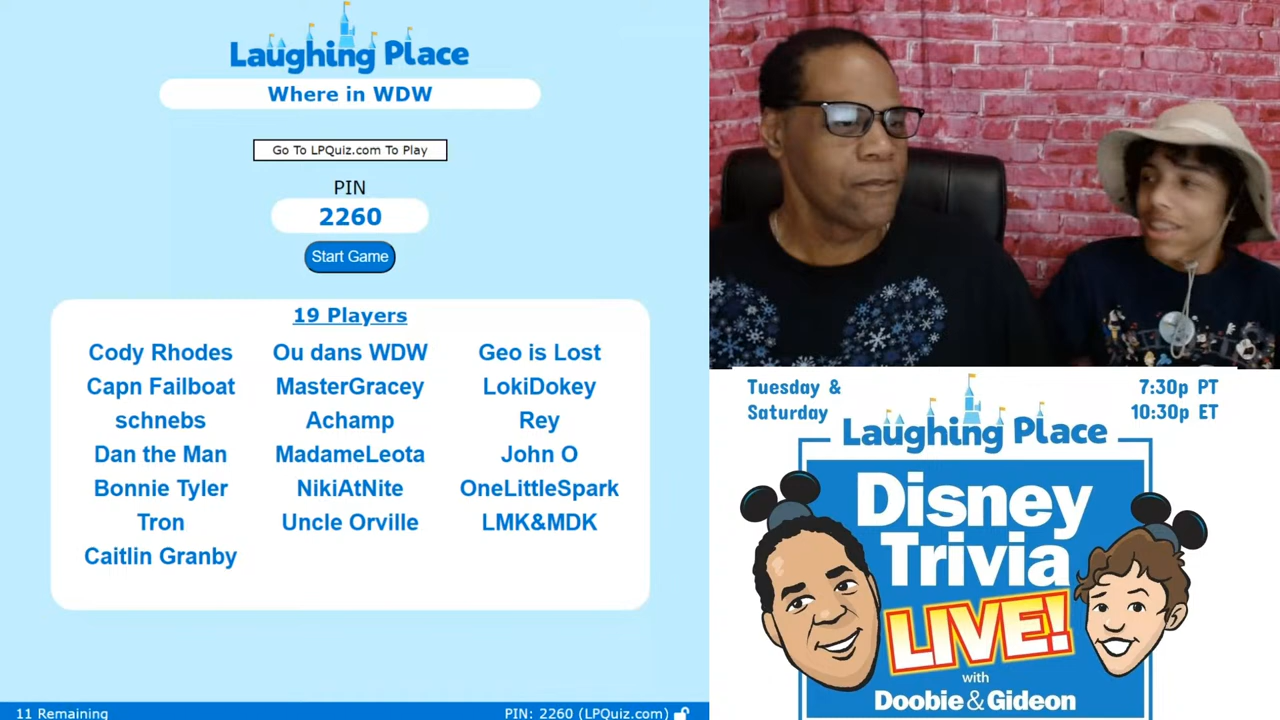 Laughing Place
Where in WDW
Go To LPQuiz.com To Play
PIN
2260
Start Game
19 Players
Cody Rhodes Ou dans WDW Geo is Lost
Capn Failboat MasterGracey LokiDokey
schnebs Achamp Rey
Dan the Man MadameLeota John O
Bonnie Tyler NikiAtNite OneLittleSpark
Tron Uncle Orville LMK&MDK
Caitlin Granby
11 Remaining PIN: 2260 (LPQuiz.com)
Tuesday & 7:30p PT
Saturday 10:30p ET
Laughing Place
Disney
Trivia
LIVE!
with
Doobie & Gideon